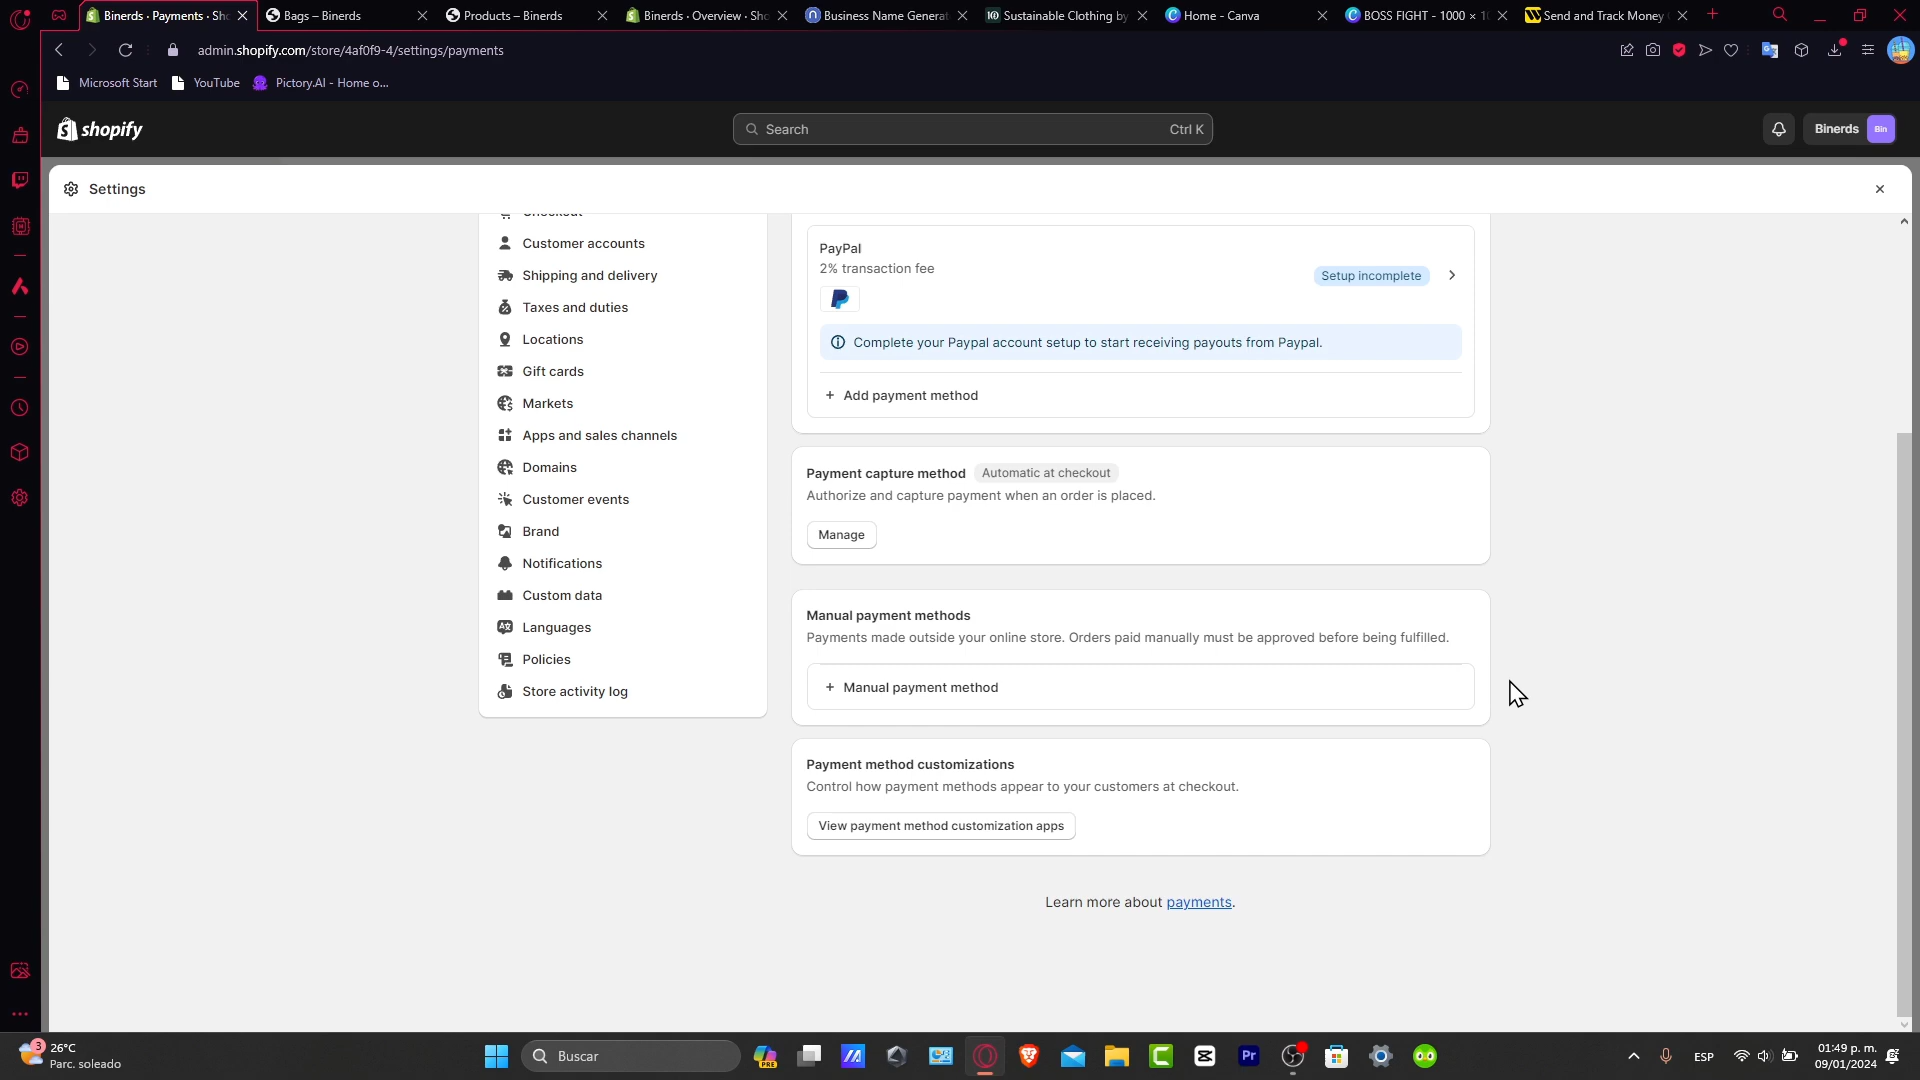 Binerds · Payments · Sho
Bags – Binerds
Products – Binerds
Binerds · Overview · Sho
Business Name Generat
Sustainable Clothing by
Home - Canva
BOSS FIGHT - 1000 × 10
Send and Track Money
admin.shopify.com/store/4af0f9-4/settings/payments
Microsoft Start
YouTube
Pictory.AI - Home o...
shopify
Search
Ctrl K
Binerds
Bin
Settings
Checkout
Customer accounts
Shipping and delivery
Taxes and duties
Locations
Gift cards
Markets
Apps and sales channels
Domains
Customer events
Brand
Notifications
Custom data
Languages
Policies
Store activity log
PayPal
2% transaction fee
Setup incomplete
Complete your Paypal account setup to start receiving payouts from Paypal.
+ Add payment method
Payment capture method
Automatic at checkout
Authorize and capture payment when an order is placed.
Manage
Manual payment methods
Payments made outside your online store. Orders paid manually must be approved before being fulfilled.
+ Manual payment method
Payment method customizations
Control how payment methods appear to your customers at checkout.
View payment method customization apps
Learn more about payments.
3
26°C
Parc. soleado
Buscar
PRE
Pr
ESP
01:49 p. m.
09/01/2024